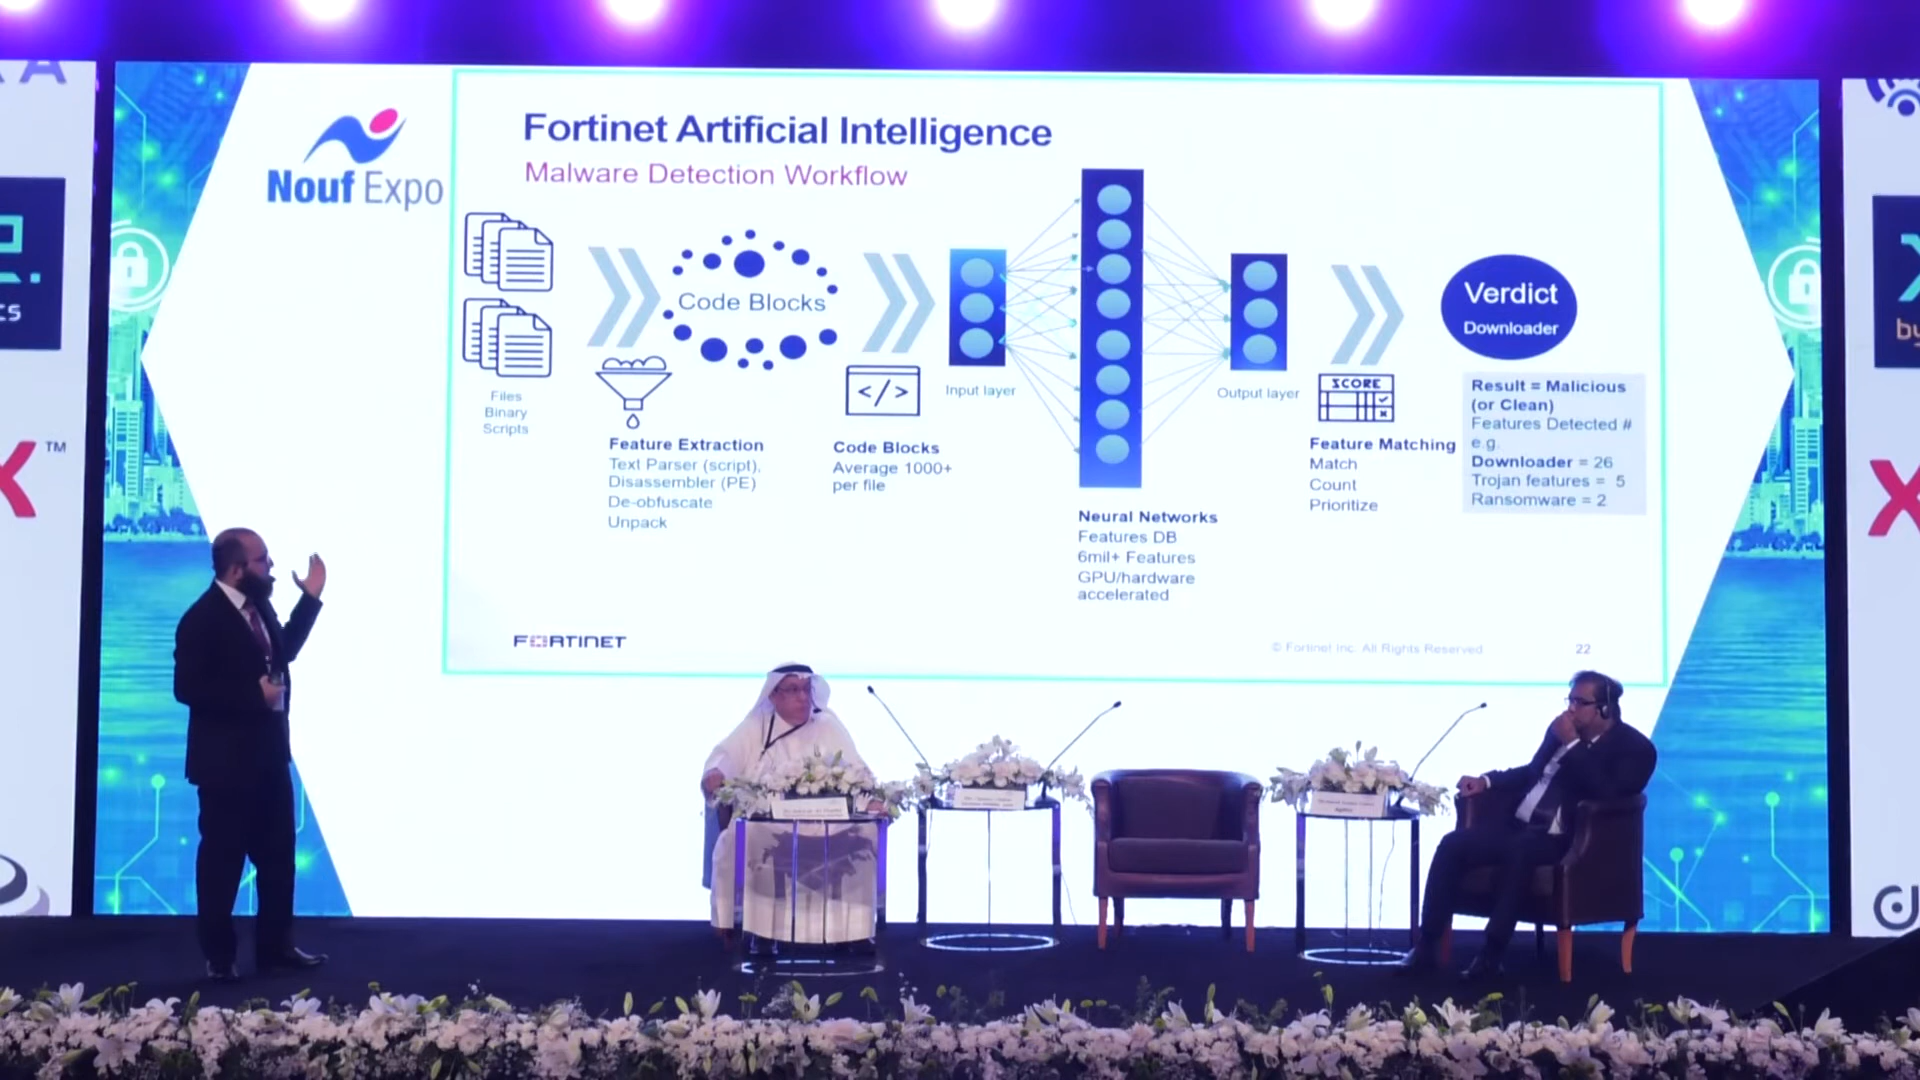 Fortinet Artificial Intelligence
Malware Detection Workflow
Nouf Expo
Code Blocks
Files
Binary
Scripts
Feature Extraction
Text Parser (script),
Disassembler (PE)
De-obfuscate
Unpack
</>
Code Blocks
Average 1000+
per file
Input layer
Neural Networks
Features DB
6mil+ Features
GPU/hardware
accelerated
Output layer
SCORE
Feature Matching
Match
Count
Prioritize
Verdict
Downloader
Result = Malicious
(or Clean)
Features Detected #
e.g.
Downloader = 26
Trojan features = 5
Ransomware = 2
FORTINET
© Fortinet Inc. All Rights Reserved
22
X™
X
by